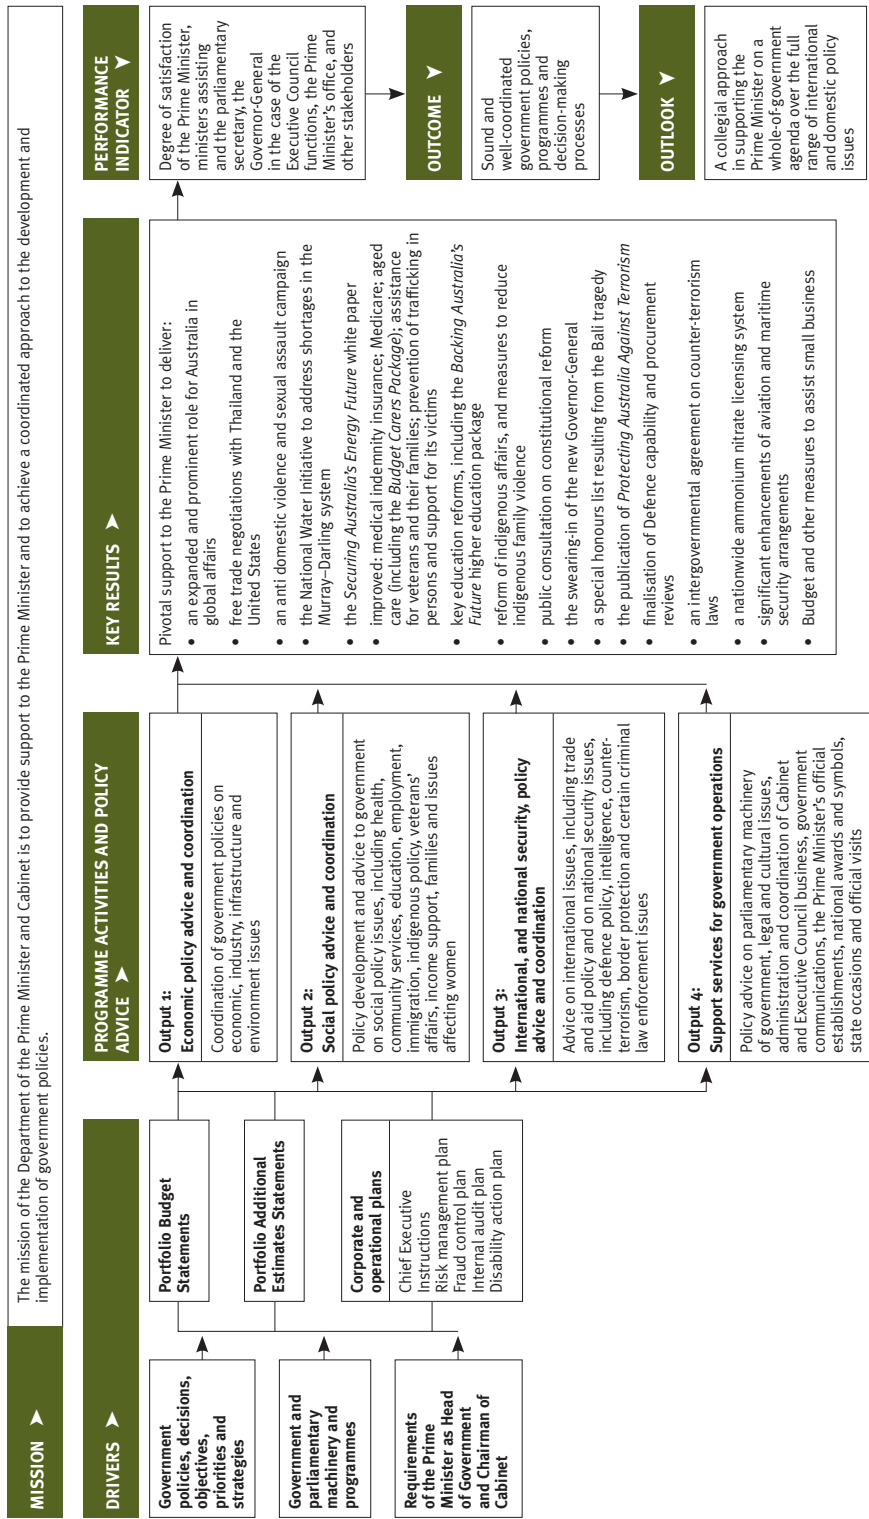 MISSION ➤
The mission of the Department of the Prime Minister and Cabinet is to provide support to the Prime Minister and to achieve a coordinated approach to the development and
implementation of government policies.
DRIVERS ➤
Government
policies, decisions,
objectives,
priorities and
strategies
Government and
parliamentary
machinery and
programmes
Requirements
of the Prime
Minister as Head
of Government
and Chairman of
Cabinet
Portfolio Budget
Statements
Portfolio Additional
Estimates Statements
Corporate and
operational plans
Chief Executive
Instructions
Risk management plan
Fraud control plan
Internal audit plan
Disability action plan
PROGRAMME ACTIVITIES AND POLICY
ADVICE ➤
Output 1:
Economic policy advice and coordination
Coordination of government policies on
economic, industry, infrastructure and
environment issues
Output 2:
Social policy advice and coordination
Policy development and advice to government
on social policy issues, including health,
community services, education, employment,
immigration, indigenous policy, veterans'
affairs, income support, families and issues
affecting women
Output 3:
International, and national security, policy
advice and coordination
Advice on international issues, including trade
and aid policy and on national security issues,
including defence policy, intelligence, counter-
terrorism, border protection and certain criminal
law enforcement issues
Output 4:
Support services for government operations
Policy advice on parliamentary machinery
of government, legal and cultural issues,
administration and coordination of Cabinet
and Executive Council business, government
communications, the Prime Minister's official
establishments, national awards and symbols,
state occasions and official visits
KEY RESULTS ➤
Pivotal support to the Prime Minister to deliver:
• an expanded and prominent role for Australia in
global affairs
• free trade negotiations with Thailand and the
United States
• an anti domestic violence and sexual assault campaign
• the National Water Initiative to address shortages in the
Murray–Darling system
• the Securing Australia's Energy Future white paper
• improved: medical indemnity insurance; Medicare; aged
care (including the Budget Carers Package); assistance
for veterans and their families; prevention of trafficking in
persons and support for its victims
• key education reforms, including the Backing Australia's
Future higher education package
• reform of indigenous affairs, and measures to reduce
indigenous family violence
• public consultation on constitutional reform
• the swearing-in of the new Governor-General
• a special honours list resulting from the Bali tragedy
• the publication of Protecting Australia Against Terrorism
• finalisation of Defence capability and procurement
reviews
• an intergovernmental agreement on counter-terrorism
laws
• a nationwide ammonium nitrate licensing system
• significant enhancements of aviation and maritime
security arrangements
• Budget and other measures to assist small business
PERFORMANCE
INDICATOR ➤
Degree of satisfaction
of the Prime Minister,
ministers assisting
and the parliamentary
secretary, the
Governor-General
in the case of the
Executive Council
functions, the Prime
Minister's office, and
other stakeholders
OUTCOME ➤
Sound and
well-coordinated
government policies,
programmes and
decision-making
processes
OUTLOOK ➤
A collegial approach
in supporting the
Prime Minister on a
whole-of-government
agenda over the full
range of international
and domestic policy
issues